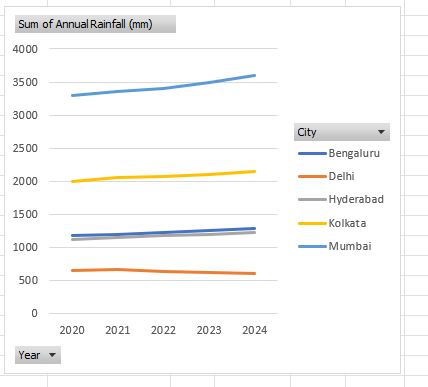 Sum of Annual Rainfall (mm)
4000
3500
3000
2500
2000
1500
1000
500
0
2020 2021 2022 2023 2024
City
Bengaluru
Delhi
Hyderabad
Kolkata
Mumbai
Year